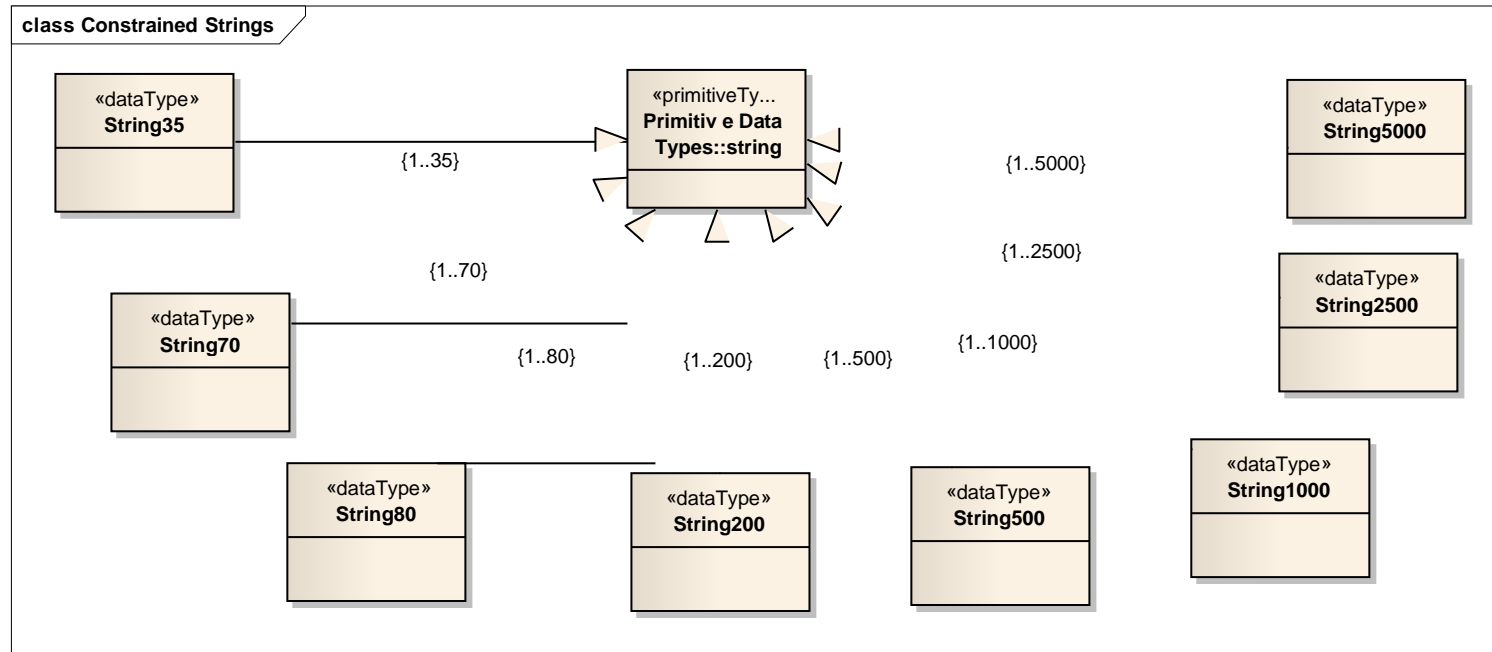 class Constrained Strings
«dataType»
String35
«primitiveTy...
Primitiv e Data
Types::string
«dataType»
String5000
{1..35}
{1..5000}
{1..70}
{1..2500}
«dataType»
String2500
«dataType»
String70
{1..80}
{1..200}
{1..500}
{1..1000}
«dataType»
String80
«dataType»
String200
«dataType»
String500
«dataType»
String1000